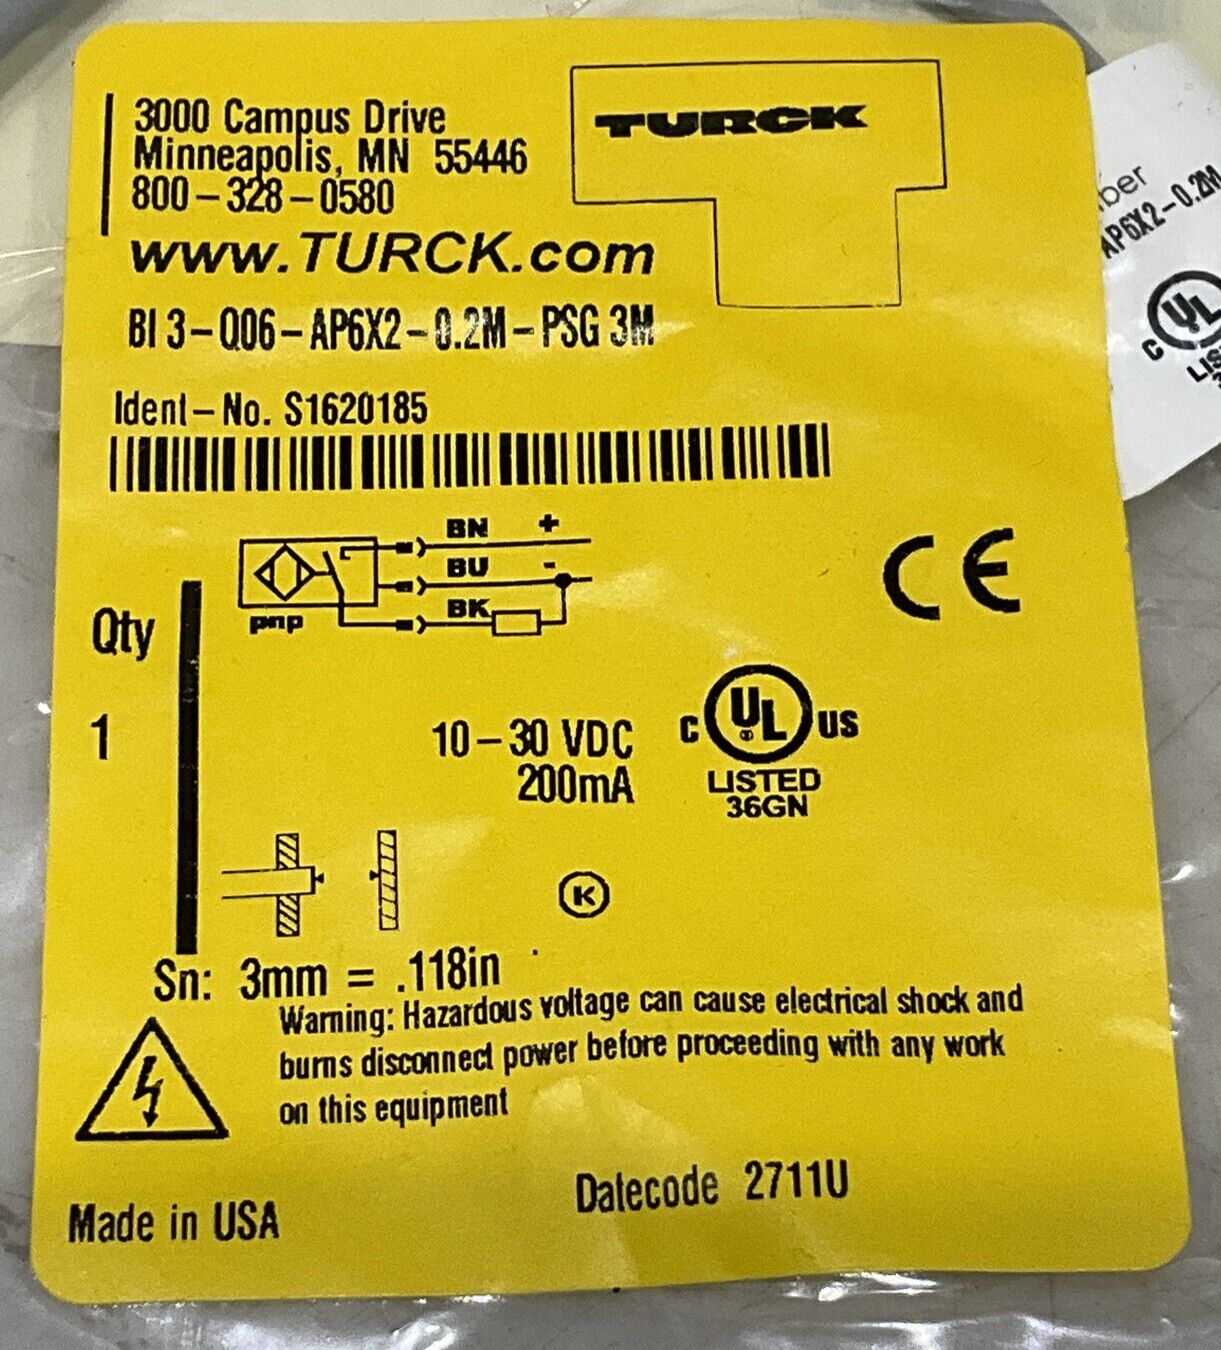 3000 Campus Drive
Minneapolis, MN 55446
800-328-0580
www.TURCK.com
TURCK
BI 3-Q06-AP6X2-0.2M-PSG 3M
Ident-No. S1620185
BN +
BU -
BK
pnp
CE
Qty
1
10-30 VDC
200mA
C UL US
LISTED
36GN
K
Sn: 3mm = .118in
Warning: Hazardous voltage can cause electrical shock and
burns disconnect power before proceeding with any work
on this equipment
Made in USA
Datecode 2711U
AP6X2-0.2M
C UL